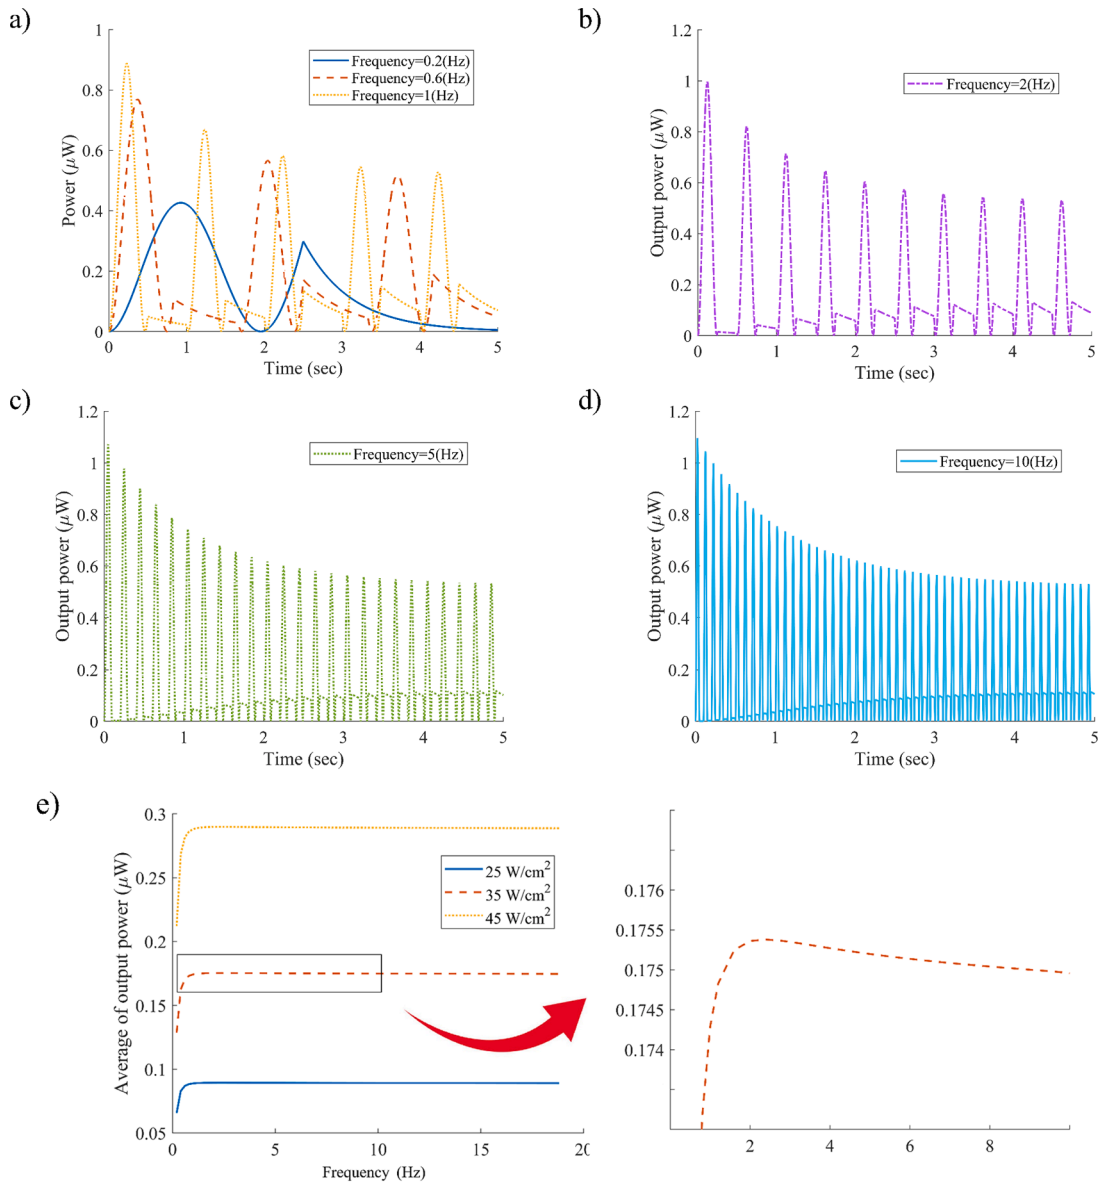 a)
1
0.8
0.6
0.4
0.2
0
Power (μW)
0 1 2 3 4 5
Time (sec)
Frequency=0.2(Hz)
Frequency=0.6(Hz)
Frequency=1(Hz)
b)
1.2
1
0.8
0.6
0.4
0.2
0
Output power (μW)
0 1 2 3 4 5
Time (sec)
Frequency=2(Hz)
c)
1.2
1
0.8
0.6
0.4
0.2
0
Output power (μW)
0 1 2 3 4 5
Time (sec)
Frequency=5(Hz)
d)
1.2
1
0.8
0.6
0.4
0.2
0
Output power (μW)
0 1 2 3 4 5
Time (sec)
Frequency=10(Hz)
e)
0.3
0.25
0.2
0.15
0.1
0.05
Average of output power (μW)
0 5 10 15 20
Frequency (Hz)
25 W/cm²
35 W/cm²
45 W/cm²
0.176
0.1755
0.175
0.1745
0.174
2 4 6 8